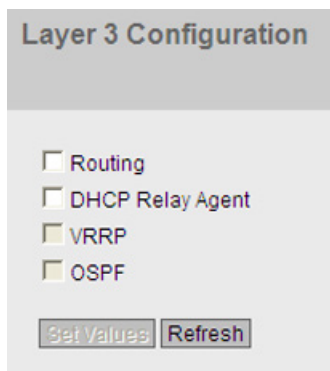 Layer 3 Configuration
Routing
DHCP Relay Agent
VRRP
OSPF
Set Values Refresh